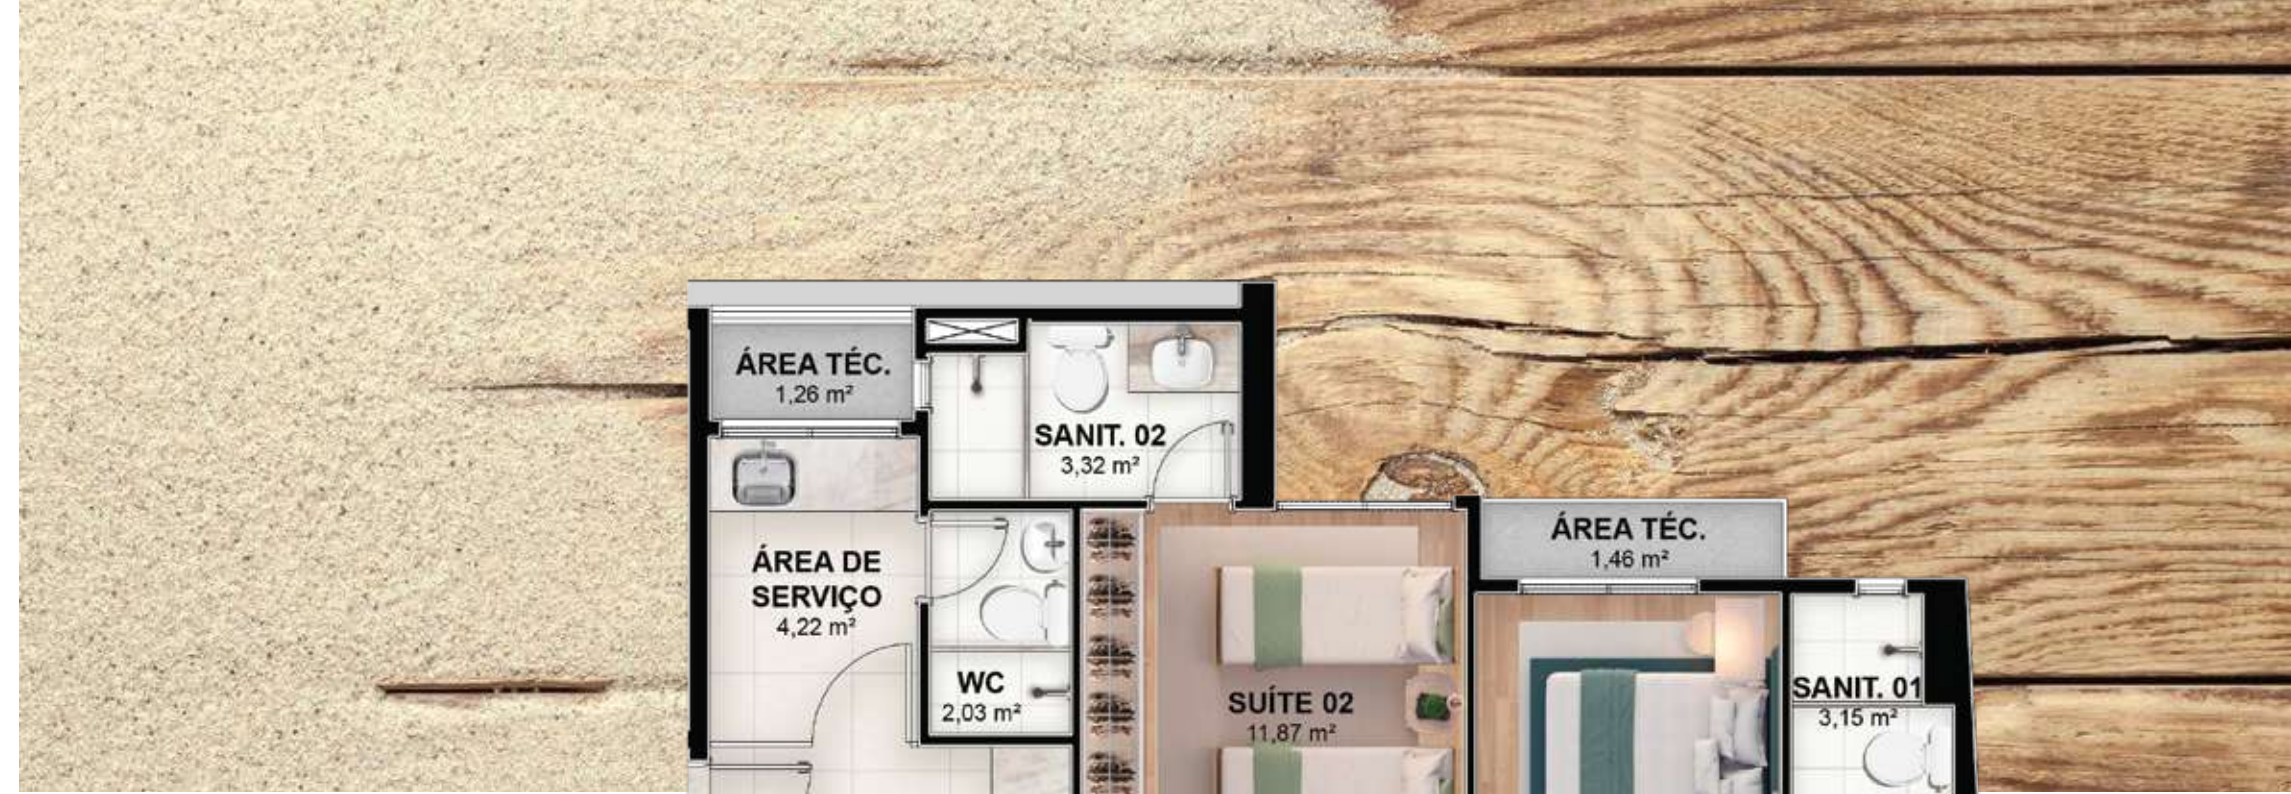 ÁREA TÉC.
1,26 m²
SANIT. 02
3,32 m²
ÁREA TÉC.
1,46 m²
ÁREA DE
SERVIÇO
4,22 m²
WC
2,03 m²
SUÍTE 02
11,87 m²
SANIT. 01
3,15 m²